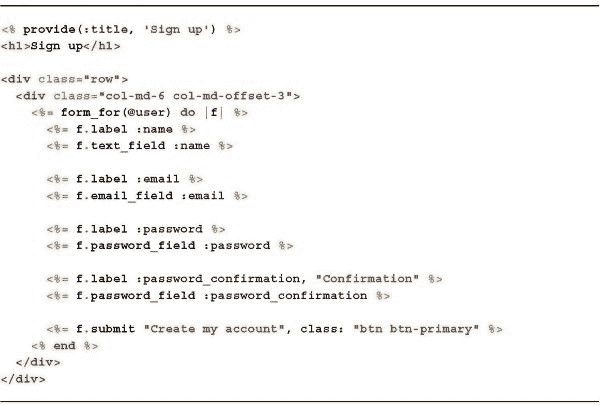 <% provide(:title, 'Sign up') %>
<h1>Sign up</h1>

<div class="row">
  <div class="col-md-6 col-md-offset-3">
    <%= form_for(@user) do |f| %>
      <%= f.label :name %>
      <%= f.text_field :name %>

      <%= f.label :email %>
      <%= f.email_field :email %>

      <%= f.label :password %>
      <%= f.password_field :password %>

      <%= f.label :password_confirmation, "Confirmation" %>
      <%= f.password_field :password_confirmation %>

      <%= f.submit "Create my account", class: "btn btn-primary" %>
    <% end %>
  </div>
</div>